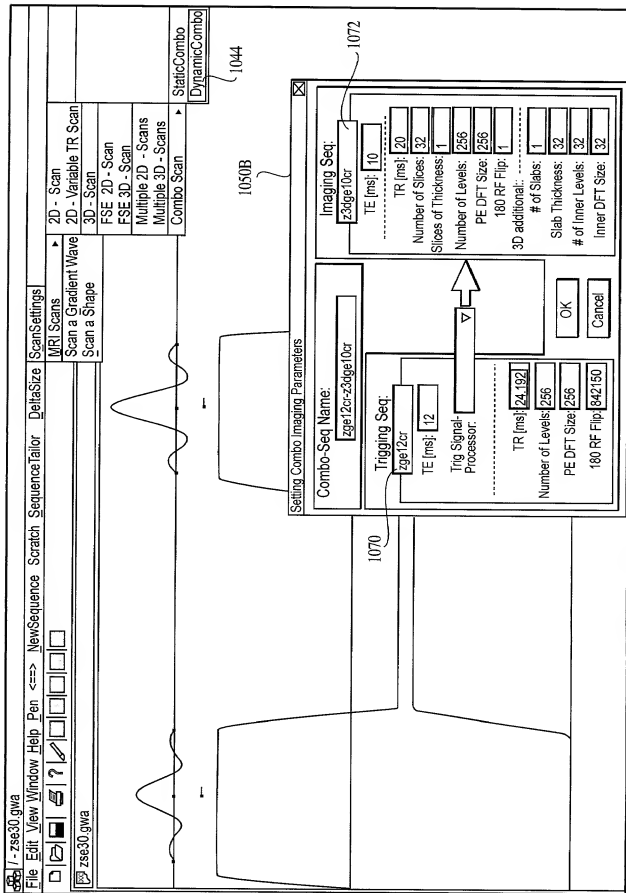 / - zse30.gwa
File Edit View Window Help Pen <==> NewSequence Scratch SequenceTailor DeltaSize ScanSettings
?
zse30.gwa
MRI Scans
Scan a Gradient Wave
Scan a Shape
2D - Scan
2D - Variable TR Scan
3D - Scan
FSE 2D - Scan
FSE 3D - Scan
Multiple 2D - Scans
Multiple 3D - Scans
Combo Scan
StaticCombo
DynamicCombo
1044
1050B
Setting Combo Imaging Parameters
Combo-Seq Name:
zge12cr-z3dge10cr
1070
Trigging Seq:
zge12cr
TE [ms]: 12
Trig Signal-
Processor:
TR [ms]: 24,192
Number of Levels: 256
PE DFT Size: 256
180 RF Flip: 842150
1072
Imaging Seq:
z3dge10cr
TE [ms]: 10
TR [ms]: 20
Number of Slices: 32
Slices of Thickness: 1
Number of Levels: 256
PE DFT Size: 256
180 RF Flip: 1
3D additional:
# of Slabs: 1
Slab Thickness: 32
# of Inner Levels: 32
Inner DFT Size: 32
OK
Cancel